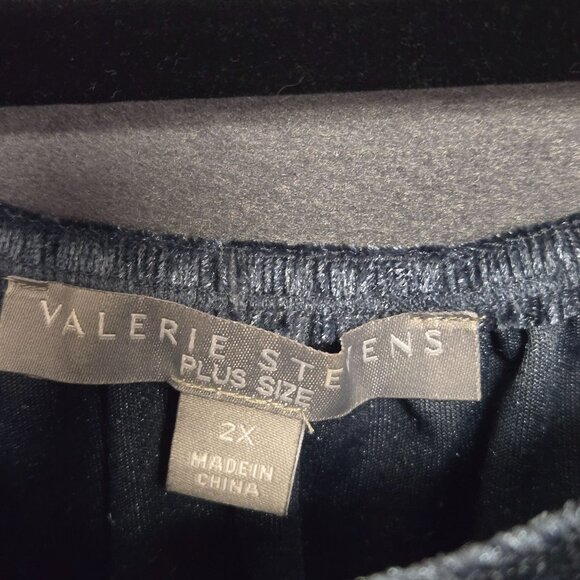 VALERIE STEVENS
PLUS SIZE
2X
MADE IN
CHINA